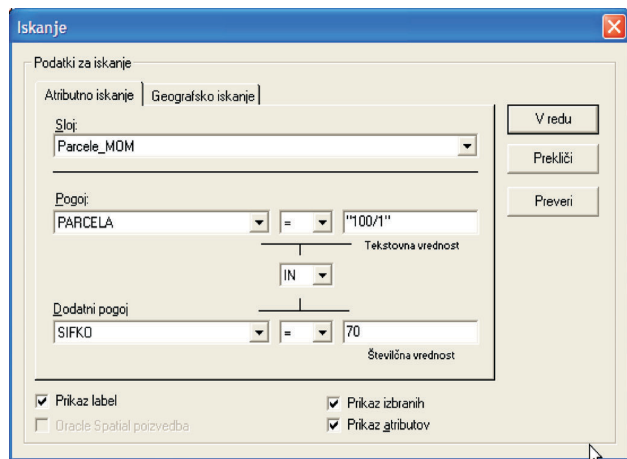 Iskanje
Podatki za iskanje
Atributno iskanje
Geografsko iskanje
Sloj:
Parcele_MOM
Pogoj:
PARCELA
=
"100/1"
Tekstovna vrednost
IN
Dodatni pogoj
SIFKO
=
70
Številčna vrednost
V redu
Prekliči
Preveri
Prikaz label
Prikaz izbranih
Oracle Spatial poizvedba
Prikaz atributov